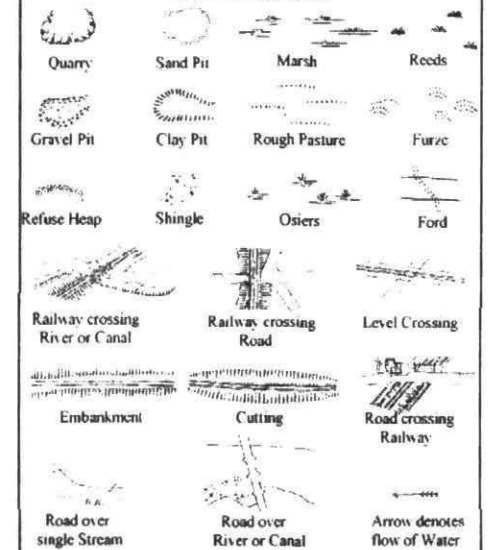 Quarry
Sand Pit
Marsh
Reeds
Gravel Pit
Clay Pit
Rough Pasture
Furze
Refuse Heap
Shingle
Osiers
Ford
Railway crossing
River or Canal
Railway crossing
Road
Level Crossing
Embankment
Cutting
Road crossing
Railway
Road over
single Stream
Road over
River or Canal
Arrow denotes
flow of Water